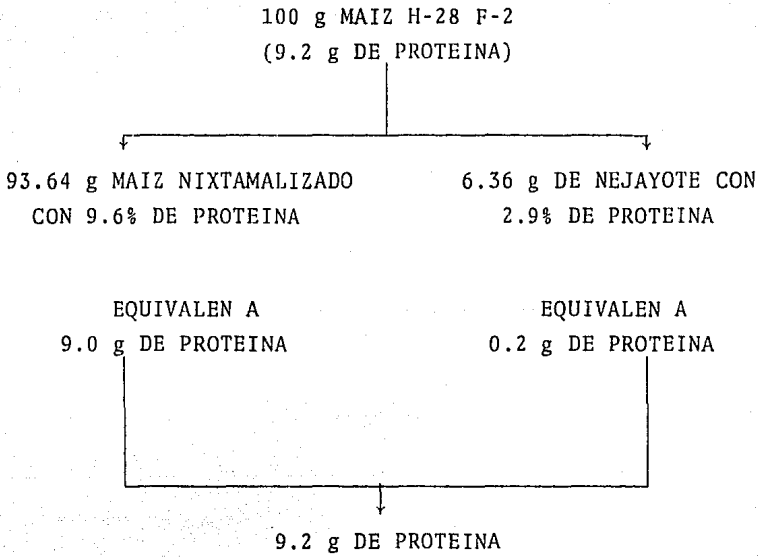 100 g MAIZ H-28 F-2
(9.2 g DE PROTEINA)
93.64 g MAIZ NIXTAMALIZADO
CON 9.6% DE PROTEINA
6.36 g DE NEJAYOTE CON
2.9% DE PROTEINA
EQUIVALEN A
9.0 g DE PROTEINA
EQUIVALEN A
0.2 g DE PROTEINA
9.2 g DE PROTEINA